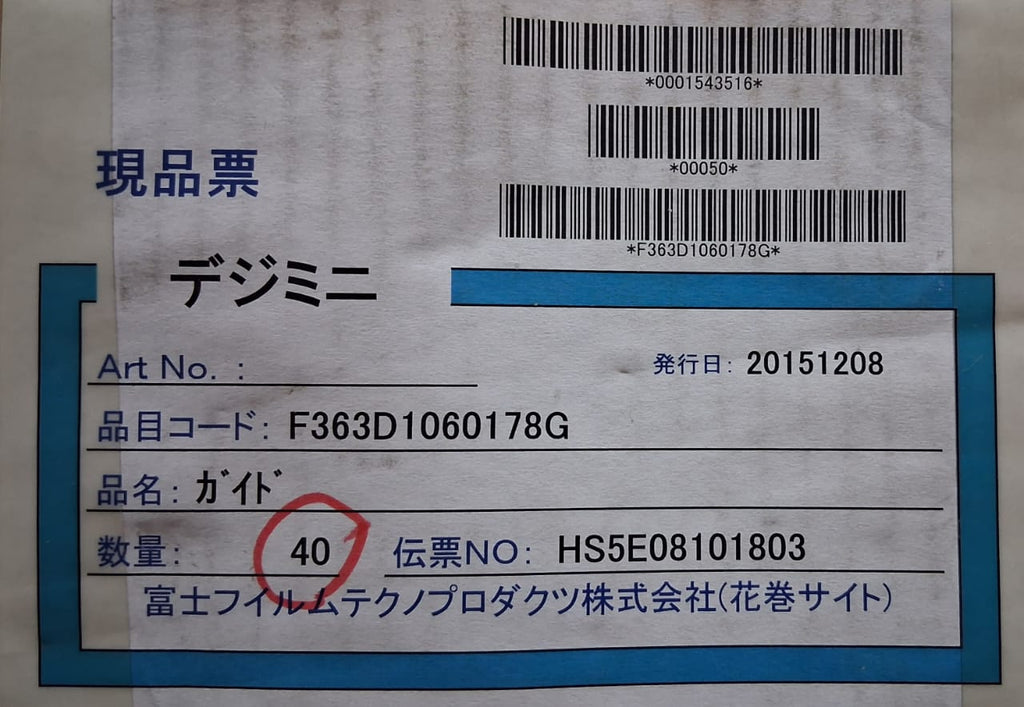 *0001543516*
*00050*
現品票
*F363D1060178G*
デジミニ
Art No. :
発行日: 20151208
品目コード: F363D1060178G
品名: ｶﾞｲﾄﾞ
数量: 40 伝票NO: HS5E08101803
富士フイルムテクノプロダクツ株式会社(花巻サイト)